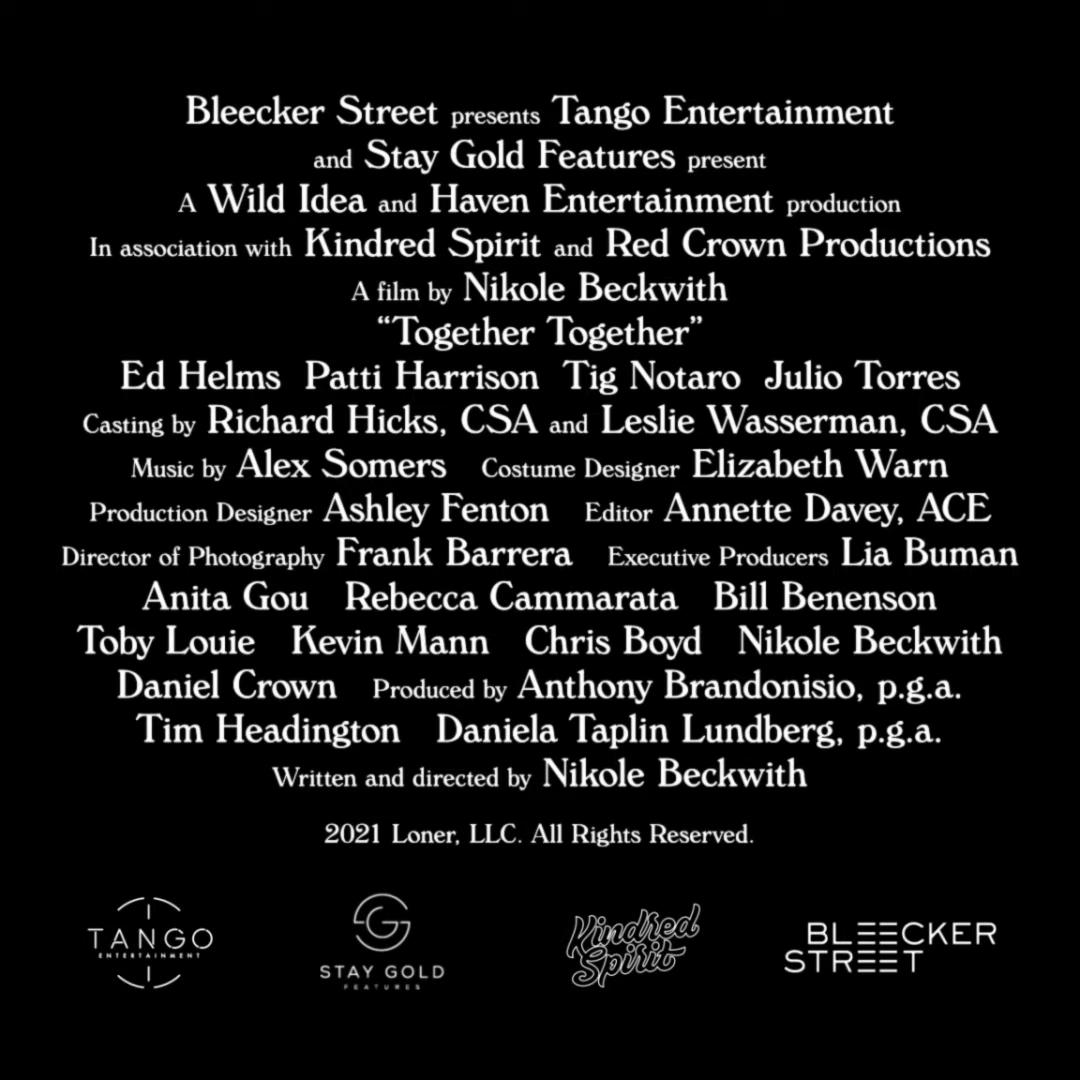 Bleecker Street presents Tango Entertainment
and Stay Gold Features present
A Wild Idea and Haven Entertainment production
In association with Kindred Spirit and Red Crown Productions
A film by Nikole Beckwith
“Together Together”
Ed Helms Patti Harrison Tig Notaro Julio Torres
Casting by Richard Hicks, CSA and Leslie Wasserman, CSA
Music by Alex Somers Costume Designer Elizabeth Warn
Production Designer Ashley Fenton Editor Annette Davey, ACE
Director of Photography Frank Barrera Executive Producers Lia Buman
Anita Gou Rebecca Cammarata Bill Benenson
Toby Louie Kevin Mann Chris Boyd Nikole Beckwith
Daniel Crown Produced by Anthony Brandonisio, p.g.a.
Tim Headington Daniela Taplin Lundberg, p.g.a.
Written and directed by Nikole Beckwith
2021 Loner, LLC. All Rights Reserved.
TANGO
ENTERTAINMENT
STAY GOLD
FEATURES
Kindred
Spirit
BLEECKER
STREET